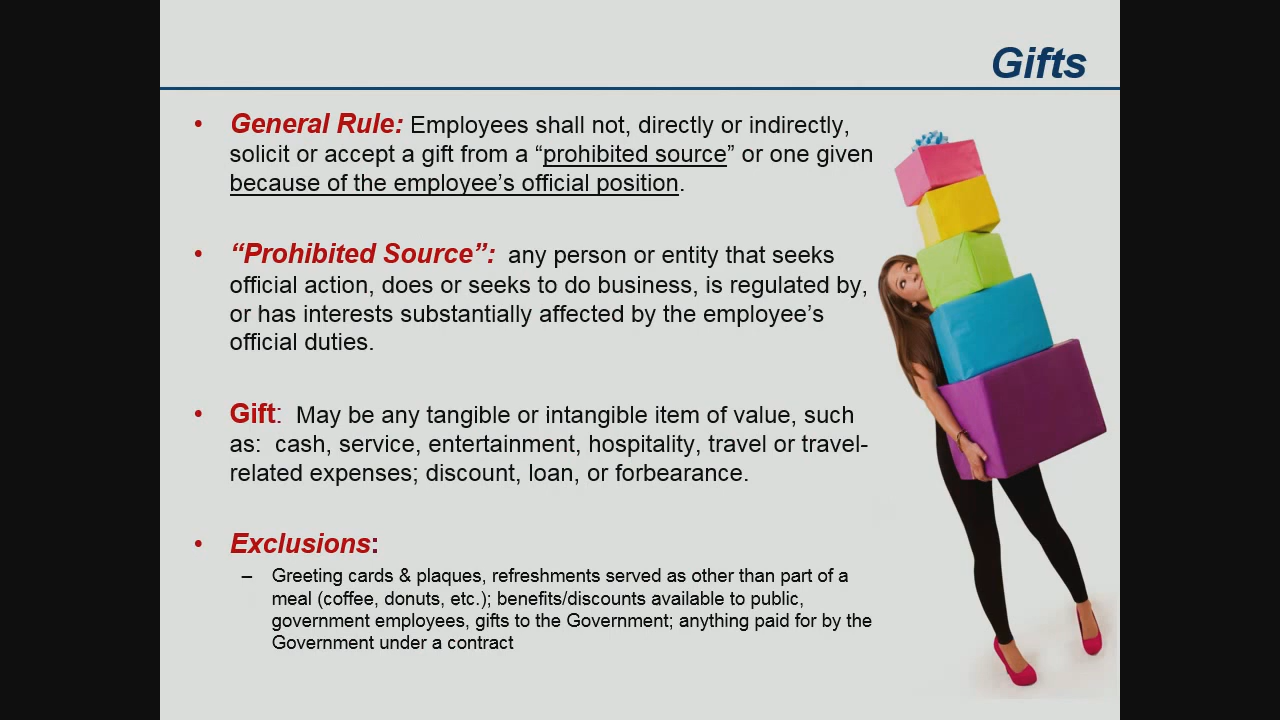 Gifts
• General Rule: Employees shall not, directly or indirectly,
solicit or accept a gift from a “prohibited source” or one given
because of the employee’s official position.
• “Prohibited Source”: any person or entity that seeks
official action, does or seeks to do business, is regulated by,
or has interests substantially affected by the employee’s
official duties.
• Gift: May be any tangible or intangible item of value, such
as: cash, service, entertainment, hospitality, travel or travel-
related expenses; discount, loan, or forbearance.
• Exclusions:
– Greeting cards & plaques, refreshments served as other than part of a
meal (coffee, donuts, etc.); benefits/discounts available to public,
government employees, gifts to the Government; anything paid for by the
Government under a contract